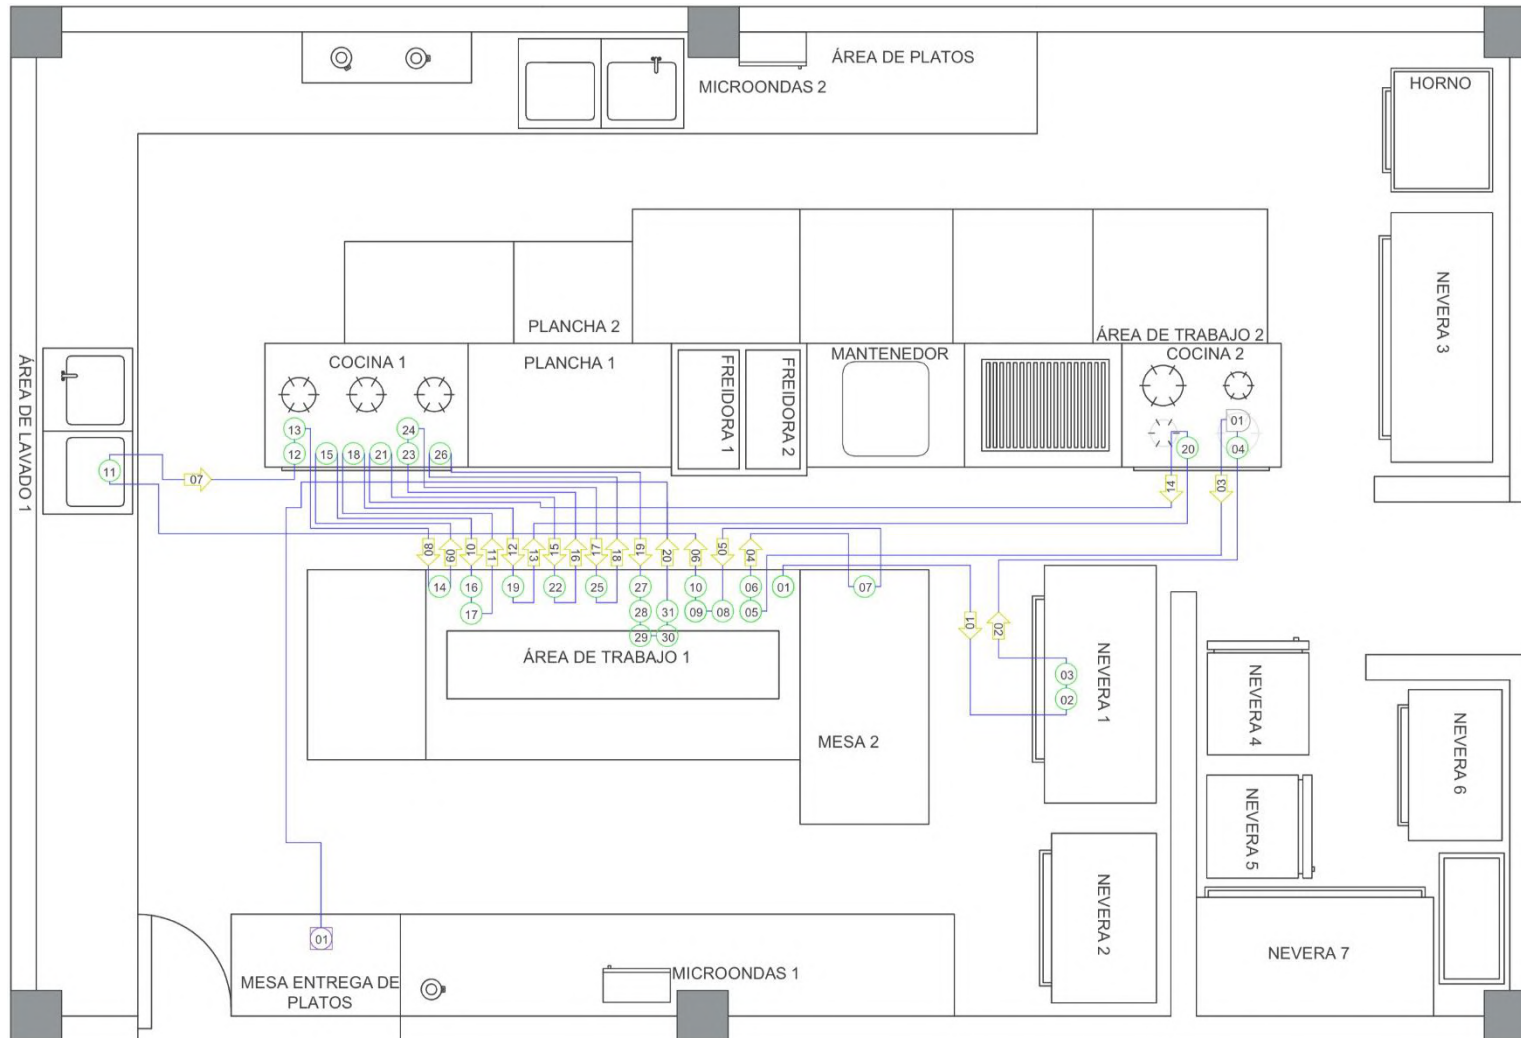 ÁREA DE PLATOS
MICROONDAS 2
HORNO
NEVERA 3
PLANCHA 2
ÁREA DE TRABAJO 2
COCINA 1
PLANCHA 1
FREIDORA 1
FREIDORA 2
MANTENEDOR
COCINA 2
ÁREA DE LAVADO 1
13
24
01
12
15
18
21
23
26
20
04
11
07
14
03
08
09
10
11
12
13
15
16
17
18
19
20
06
05
04
14
16
19
22
25
27
10
06
01
07
17
28
31
09
08
05
29
30
01
02
ÁREA DE TRABAJO 1
03
02
NEVERA 1
MESA 2
NEVERA 4
NEVERA 6
NEVERA 5
NEVERA 2
01
MESA ENTREGA DE
PLATOS
MICROONDAS 1
NEVERA 7